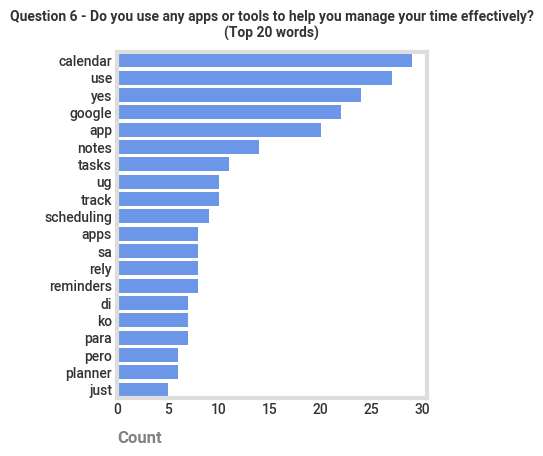 Question 6 - Do you use any apps or tools to help you manage your time effectively?
(Top 20 words)
calendar
use
yes
google
app
notes
tasks
ug
track
scheduling
apps
sa
rely
reminders
di
ko
para
pero
planner
just
0 5 10 15 20 25 30
Count